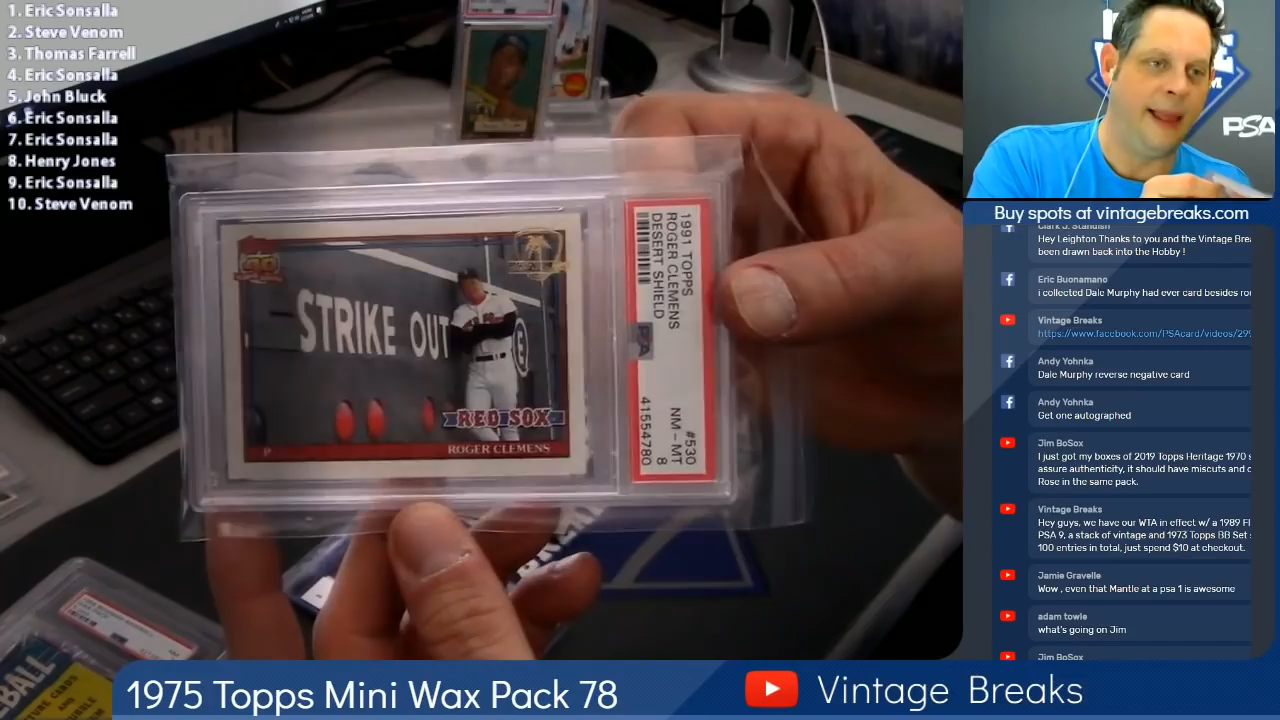 1. Eric Sonsalla
2. Steve Venom
3. Thomas Farrell
4. Eric Sonsalla
5. John Bluck
6. Eric Sonsalla
7. Eric Sonsalla
8. Henry Jones
9. Eric Sonsalla
10. Steve Venom
STRIKE OUT
RED SOX
P
ROGER CLEMENS
1991 TOPPS
ROGER CLEMENS
DESERT SHIELD
#530
NM - MT
8
41554780
PSA
Buy spots at vintagebreaks.com
Clark J. Standish
Hey Leighton Thanks to you and the Vintage Brea
been drawn back into the Hobby !
Eric Buonamano
i collected Dale Murphy had ever card besides
Vintage Breaks
https://www.facebook.com/PSAcard/videos/299
Andy Yohnka
Dale Murphy reverse negative card
Andy Yohnka
Get one autographed
Jim BoSox
I just got my boxes of 2019 Topps Heritage 1970
assure authenticity, it should have miscuts and
Rose in the same pack.
Vintage Breaks
Hey guys, we have our WTA in effect w/ a 1989 Fl
PSA 9, a stack of vintage and 1973 Topps BB Set
100 entries in total, just spend $10 at checkout.
Jamie Gravelle
Wow , even that Mantle at a psa 1 is awesome
adam towle
what's going on Jim
Jim BoSox
1975 Topps Mini Wax Pack 78
Vintage Breaks